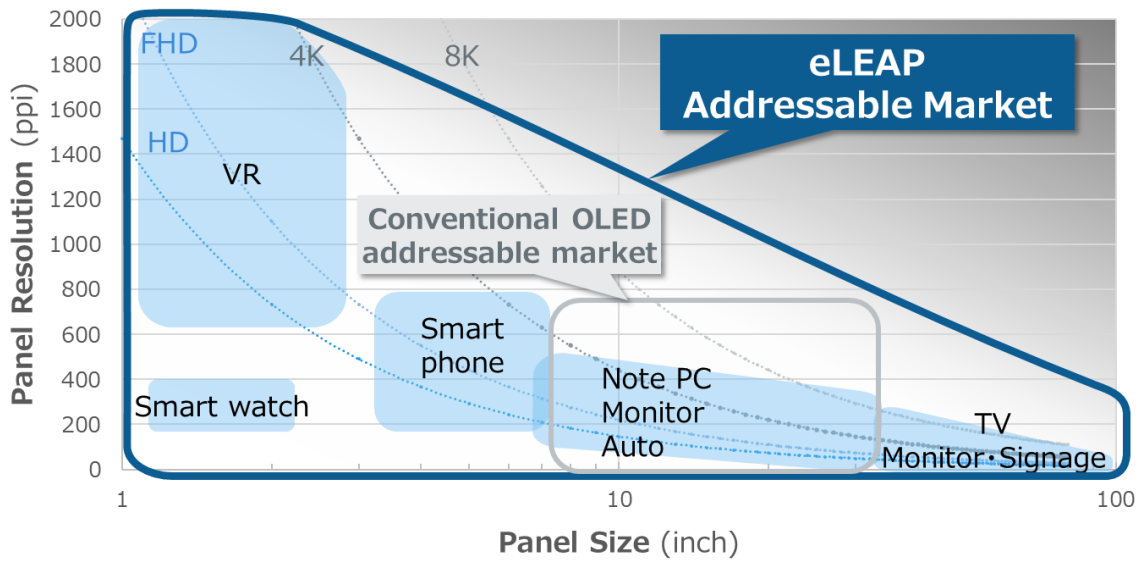 eLEAP
Addressable Market
FHD
4K
8K
HD
VR
Conventional OLED
addressable market
Smart
phone
Smart watch
Note PC
Monitor
Auto
TV
Monitor・Signage
Panel Resolution (ppi)
2000
1800
1600
1400
1200
1000
800
600
400
200
0
1
10
100
Panel Size (inch)